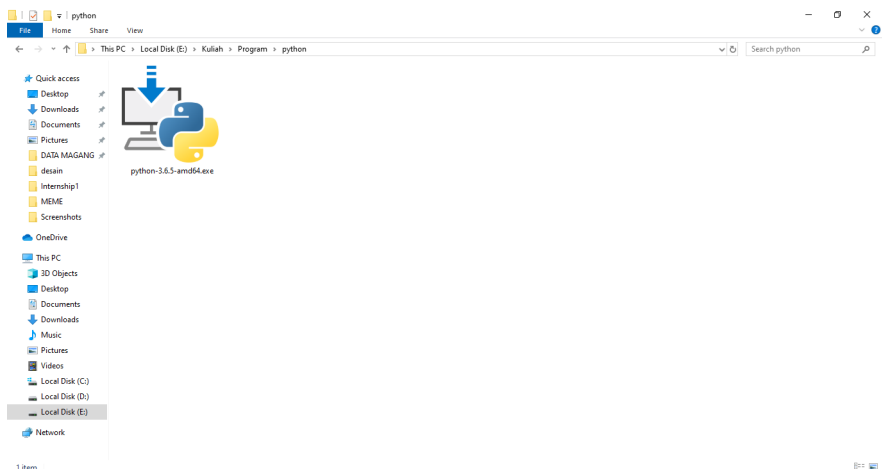 python
File Home Share View
This PC > Local Disk (E:) > Kuliah > Program > python
Search python
Quick access
Desktop
Downloads
Documents
Pictures
DATA MAGANG
desain
Internship1
MEME
Screenshots
OneDrive
This PC
3D Objects
Desktop
Documents
Downloads
Music
Pictures
Videos
Local Disk (C:)
Local Disk (D:)
Local Disk (E:)
Network
python-3.6.5-amd64.exe
1 item